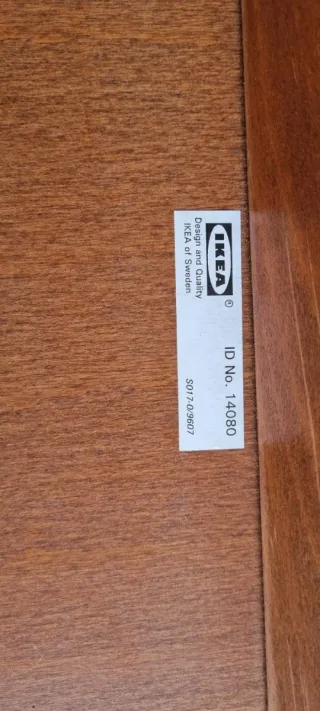 IKEA®
Design and Quality
IKEA of Sweden
ID No. 14080
S017-0/9607